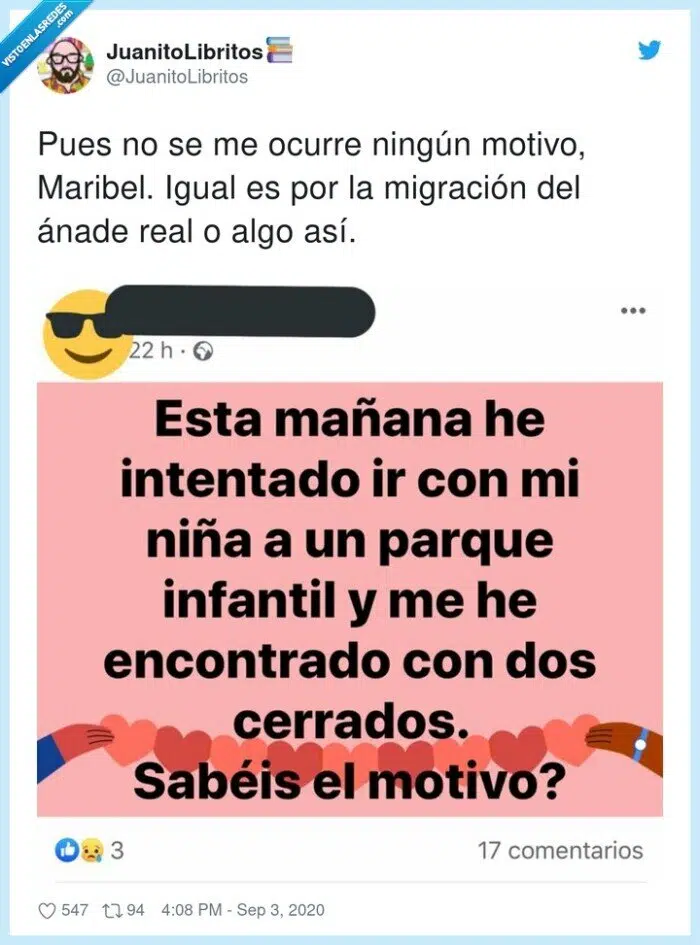 VISTOENLASREDES
.com
JuanitoLibritos
@JuanitoLibritos
Pues no se me ocurre ningún motivo,
Maribel. Igual es por la migración del
ánade real o algo así.
22 h ·
Esta mañana he
intentado ir con mi
niña a un parque
infantil y me he
encontrado con dos
cerrados.
Sabéis el motivo?
3
17 comentarios
547 94 4:08 PM - Sep 3, 2020